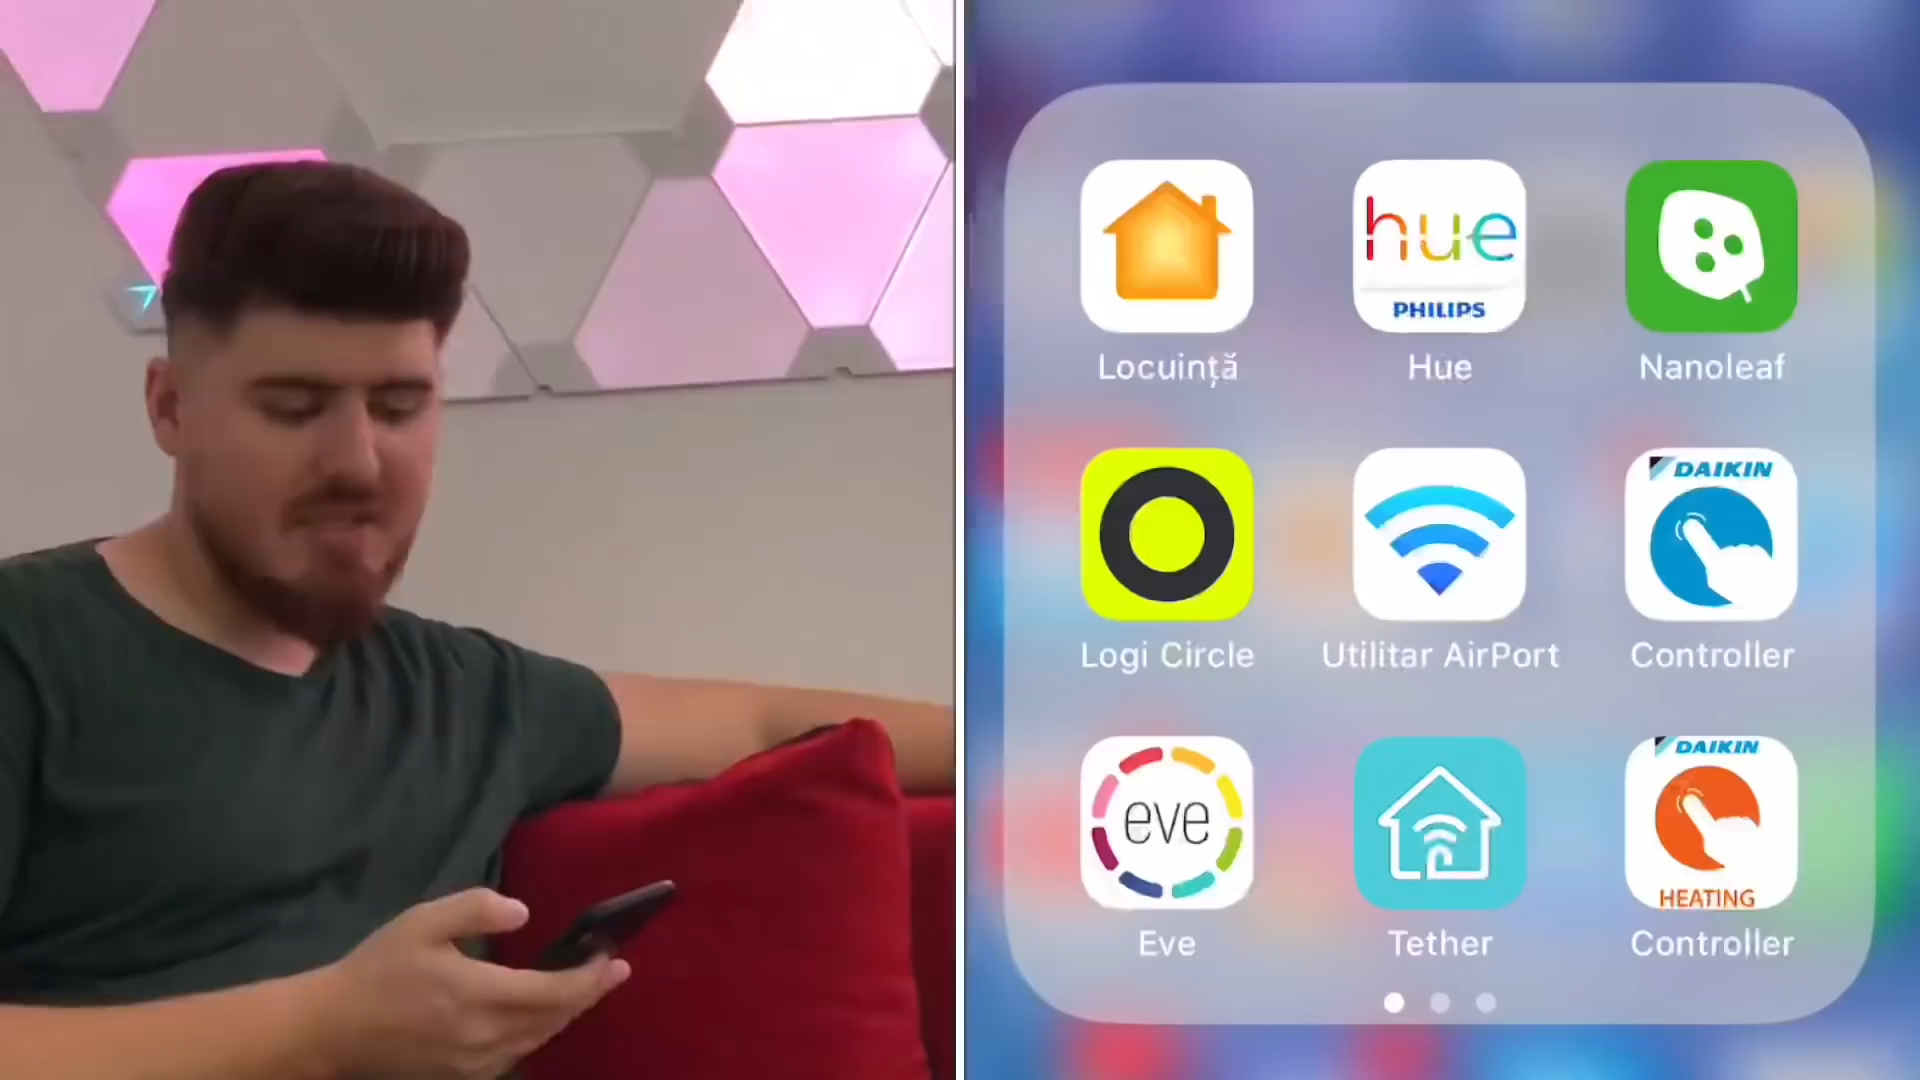 hue
PHILIPS
Locuință
Hue
Nanoleaf
DAIKIN
Logi Circle
Utilitar AirPort
Controller
eve
DAIKIN
HEATING
Eve
Tether
Controller